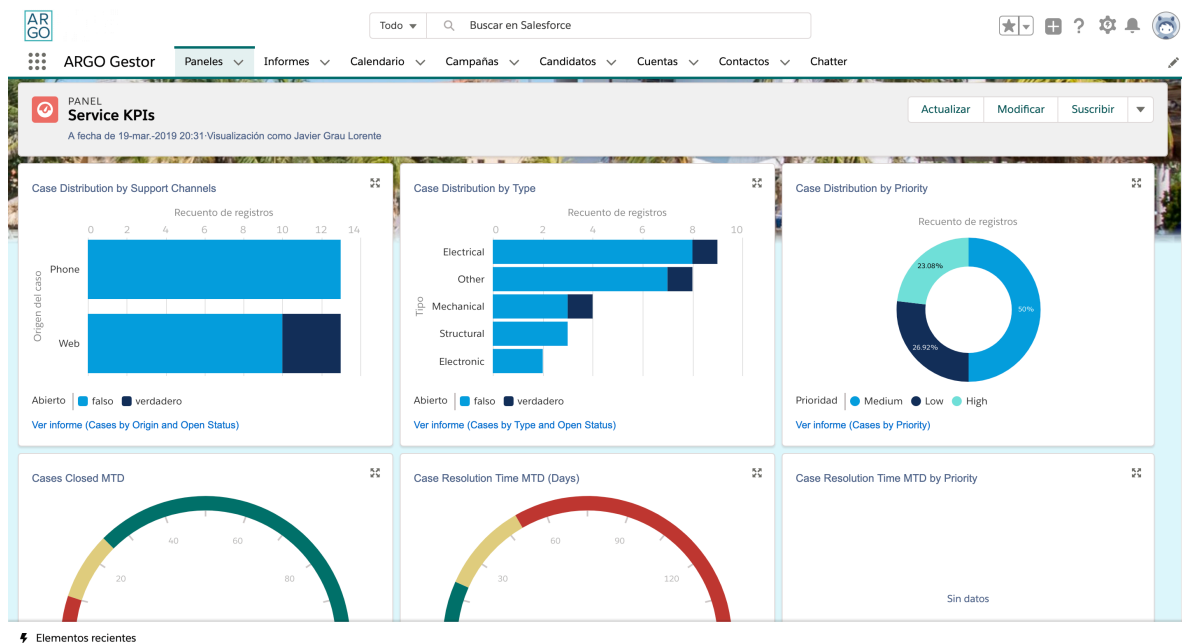 AR
GO
Todo
Buscar en Salesforce
ARGO Gestor
Paneles
Informes
Calendario
Campañas
Candidatos
Cuentas
Contactos
Chatter
PANEL
Service KPIs
A fecha de 19-mar.-2019 20:31·Visualización como Javier Grau Lorente
Actualizar
Modificar
Suscribir
Case Distribution by Support Channels
Recuento de registros
0 2 4 6 8 10 12 14
Origen del caso
Phone
Web
Abierto
falso
verdadero
Ver informe (Cases by Origin and Open Status)
Case Distribution by Type
Recuento de registros
0 2 4 6 8 10
Tipo
Electrical
Other
Mechanical
Structural
Electronic
Abierto
falso
verdadero
Ver informe (Cases by Type and Open Status)
Case Distribution by Priority
Recuento de registros
23.08%
50%
26.92%
Prioridad
Medium
Low
High
Ver informe (Cases by Priority)
Cases Closed MTD
20
40
60
80
Case Resolution Time MTD (Days)
30
60
90
120
Case Resolution Time MTD by Priority
Sin datos
Elementos recientes